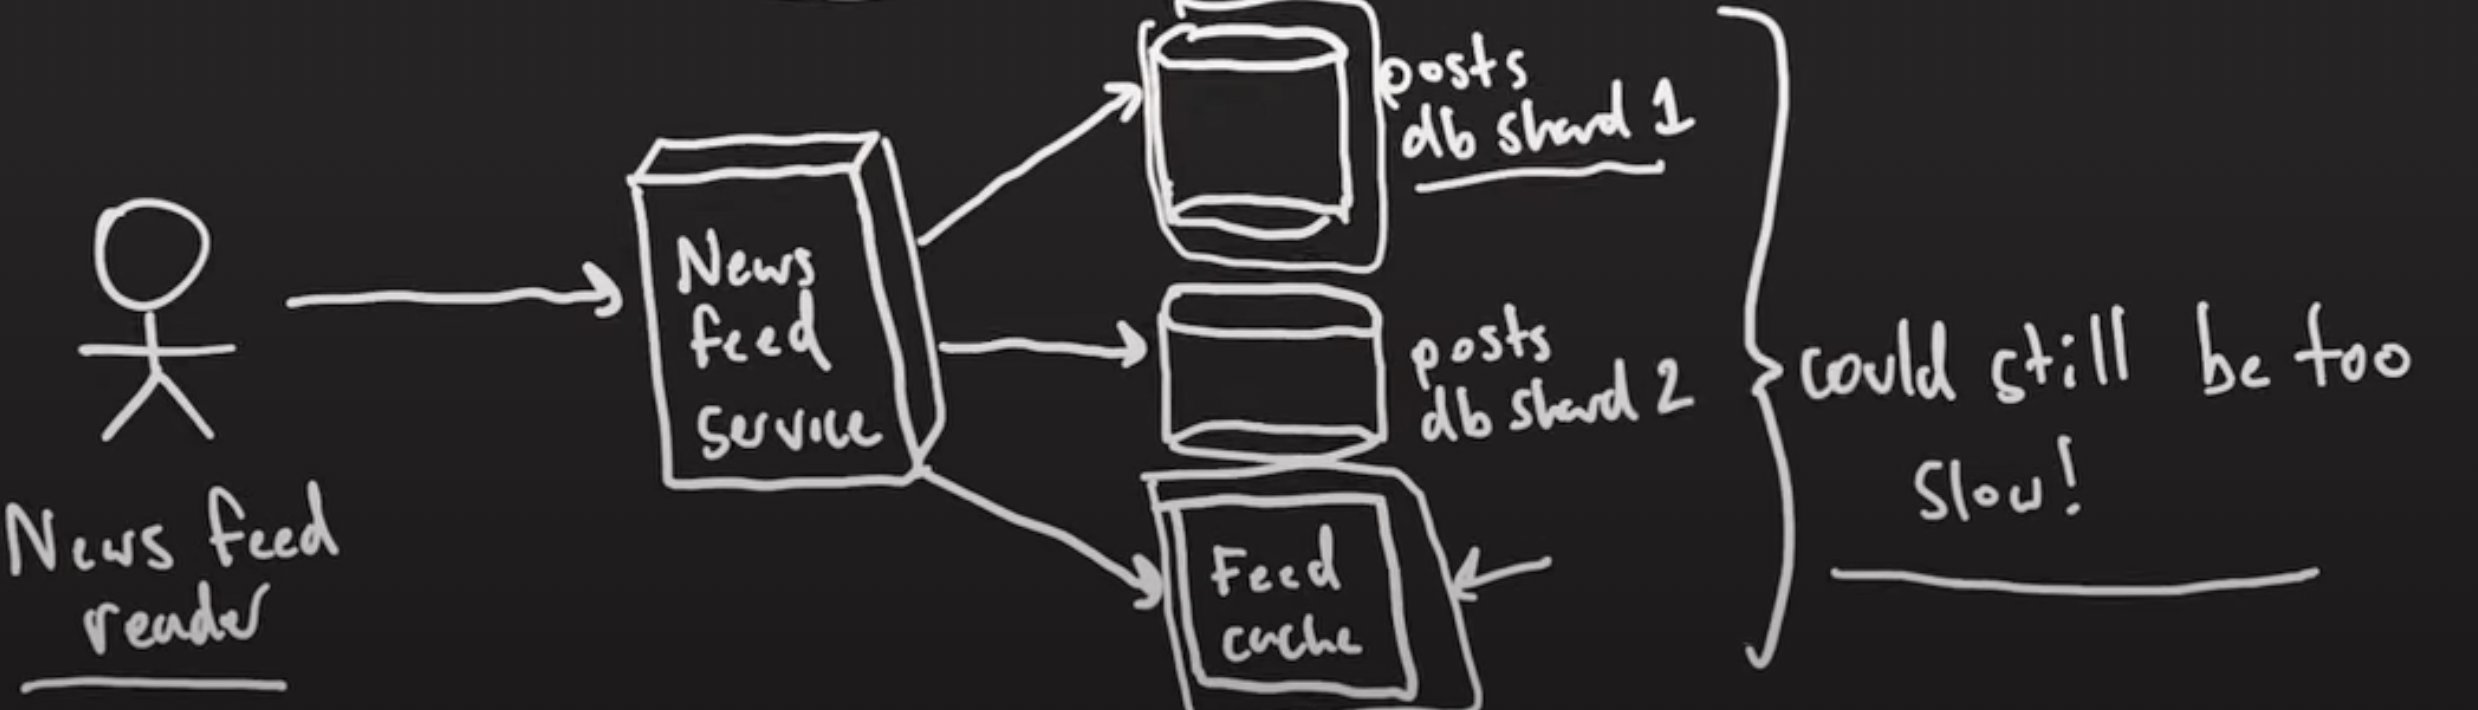 News feed
reader
News
feed
service
posts
db shard 1
posts
db shard 2
Feed
cache
could still be too
slow!